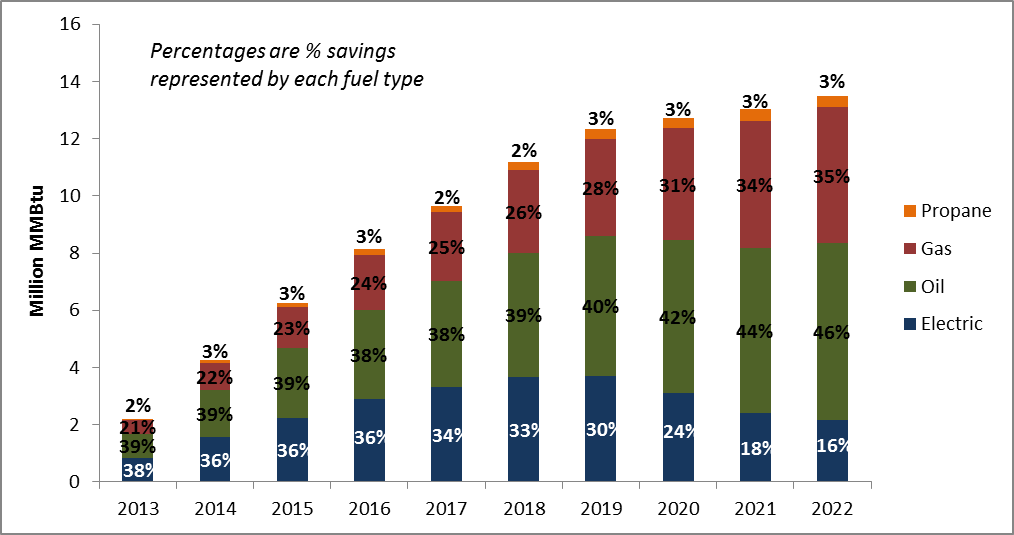 16
Percentages are % savings
represented by each fuel type
14
12
10
8
6
4
2
0
Million MMBtu
2% 3% 3% 3% 2% 2% 3% 3% 3% 3%
21% 22% 23% 24% 25% 26% 28% 31% 34% 35%
39% 39% 39% 38% 38% 39% 40% 42% 44% 46%
38% 36% 36% 36% 34% 33% 30% 24% 18% 16%
2013 2014 2015 2016 2017 2018 2019 2020 2021 2022
Propane
Gas
Oil
Electric